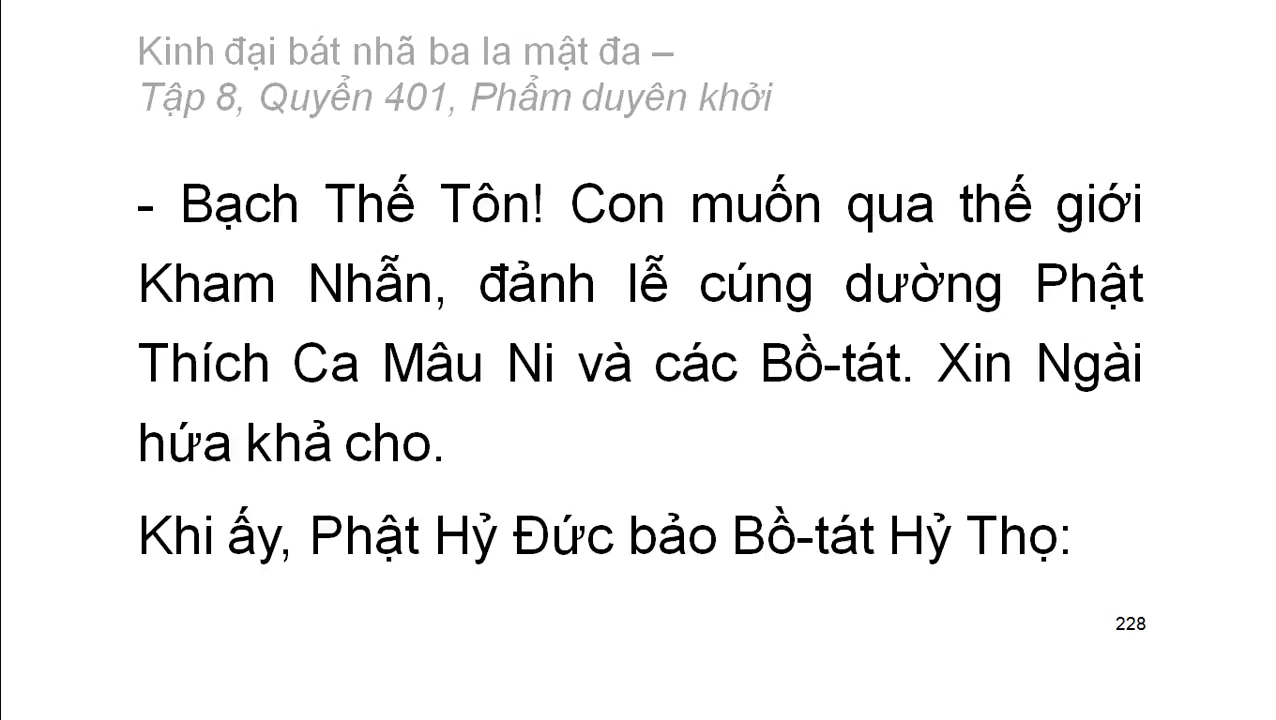 Kinh đại bát nhã ba la mật đa –
Tập 8, Quyển 401, Phẩm duyên khởi
- Bạch Thế Tôn! Con muốn qua thế giới
Kham Nhẫn, đảnh lễ cúng dường Phật
Thích Ca Mâu Ni và các Bồ-tát. Xin Ngài
hứa khả cho.
Khi ấy, Phật Hỷ Đức bảo Bồ-tát Hỷ Thọ:
228